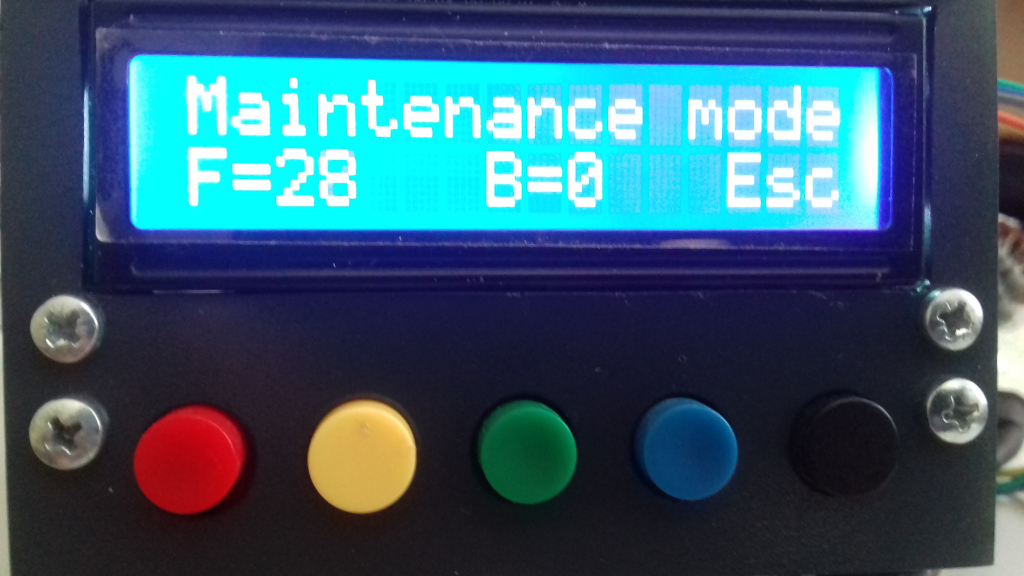 Maintenance mode
F=28 B=0 Esc